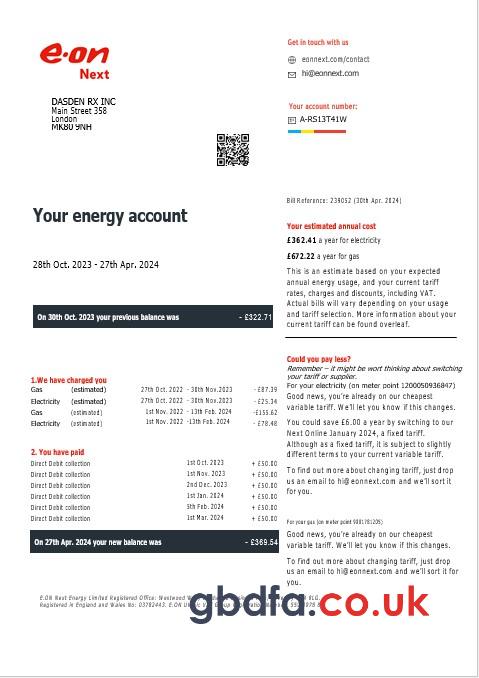 e·on
Next
DASDEN RX INC
Main Street 358
London
MK80 9NH
Get in touch with us
eonnext.com/contact
hi@eonnext.com
Your account number:
A-RS13T41W
Bill Reference: 239052 (30th Apr. 2024)
Your energy account
28th Oct. 2023 - 27th Apr. 2024
On 30th Oct. 2023 your previous balance was - £322.71
1.We have charged you
Gas (estimated) 27th Oct. 2022 - 30th Nov.2023 -£87.39
Electricity (estimated) 27th Oct. 2022 - 30th Nov.2023 -£25.34
Gas (estimated) 1st Nov. 2022 -13th Feb. 2024 -£155.62
Electricity (estimated) 1st Nov. 2022 -13th Feb. 2024 -£78.48
2. You have paid
Direct Debit collection 1st Oct. 2023 + £50.00
Direct Debit collection 1st Nov. 2023 + £50.00
Direct Debit collection 2nd Dec. 2023 + £50.00
Direct Debit collection 1st Jan. 2024 + £50.00
Direct Debit collection 5th Feb. 2024 + £50.00
Direct Debit collection 1st Mar. 2024 + £50.00
On 27th Apr. 2024 your new balance was - £369.54
Your estimated annual cost
£362.41 a year for electricity
£672.22 a year for gas
This is an estimate based on your expected
annual energy usage, and your current tariff
rates, charges and discounts, including VAT.
Actual bills will vary depending on your usage
and tariff selection. More information about your
current tariff can be found overleaf.
Could you pay less?
Remember – it might be worth thinking about switching
your tariff or supplier.
For your electricity (on meter point 1200050936847)
Good news, you're already on our cheapest
variable tariff. We'll let you know if this changes.
You could save £6.00 a year by switching to our
Next Online January 2024, a fixed tariff.
Although as a fixed tariff, it is subject to slightly
different terms to your current variable tariff.
To find out more about changing tariff, just drop
us an email to hi@eonnext.com and we'll sort it
for you.
For your gas (on meter point 9381781205)
Good news, you're already on our cheapest
variable tariff. We'll let you know if this changes.
To find out more about changing tariff, just drop
us an email to hi@eonnext.com and we'll sort it for
you.
E.ON Next Energy Limited Registered Office: Westwood
Registered in England and Wales No: 03782443. E.ON
gbdfa.co.uk